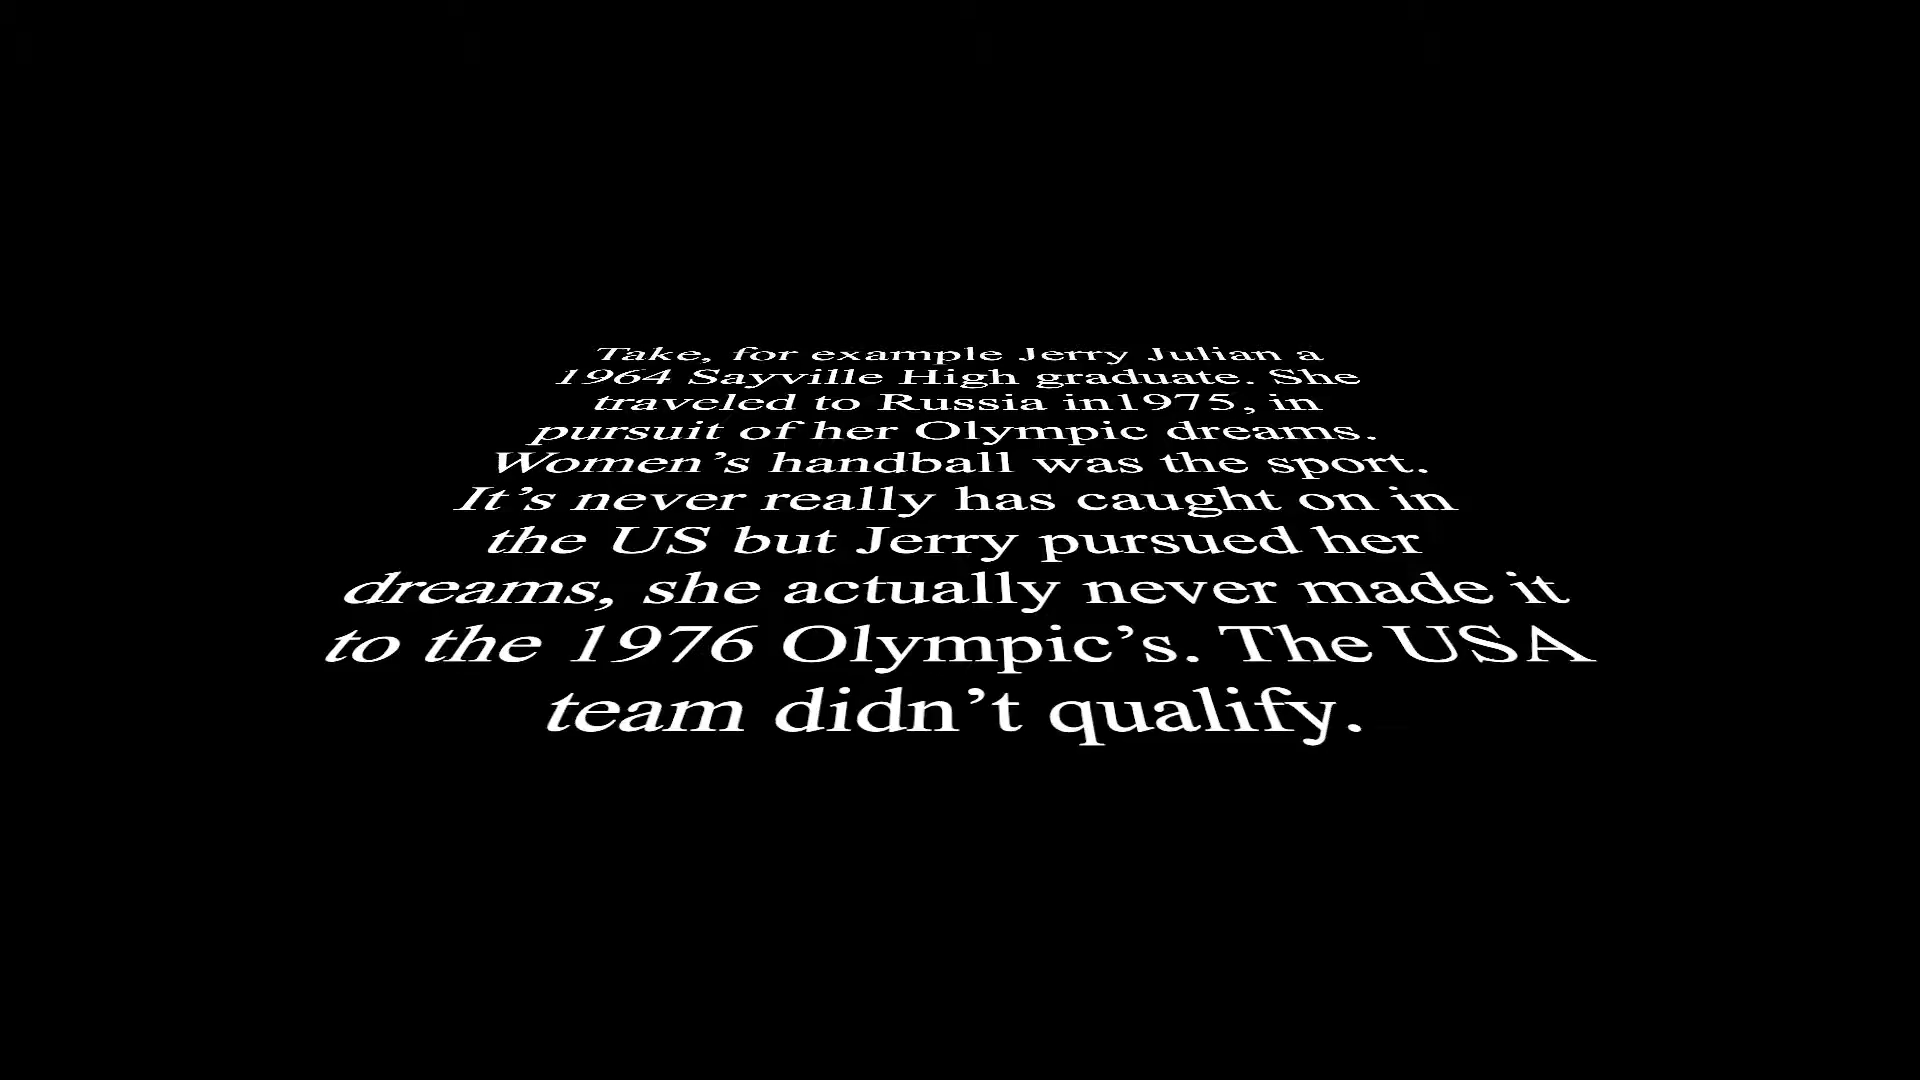 Take, for example Jerry Julian a
1964 Sayville High graduate. She
traveled to Russia in1975, in
pursuit of her Olympic dreams.
Women’s handball was the sport.
It’s never really has caught on in
the US but Jerry pursued her
dreams, she actually never made it
to the 1976 Olympic’s. The USA
team didn’t qualify.